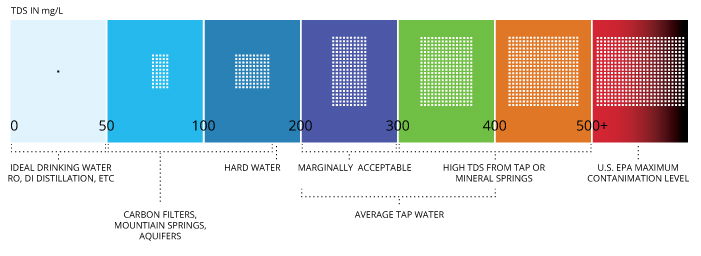 TDS IN mg/L
0 50 100 200 300 400 500+
IDEAL DRINKING WATER
RO, DI DISTILLATION, ETC
CARBON FILTERS,
MOUNTIAIN SPRINGS,
AQUIFERS
HARD WATER
MARGINALLY ACCEPTABLE
AVERAGE TAP WATER
HIGH TDS FROM TAP OR
MINERAL SPRINGS
U.S. EPA MAXIMUM
CONTANIMATION LEVEL